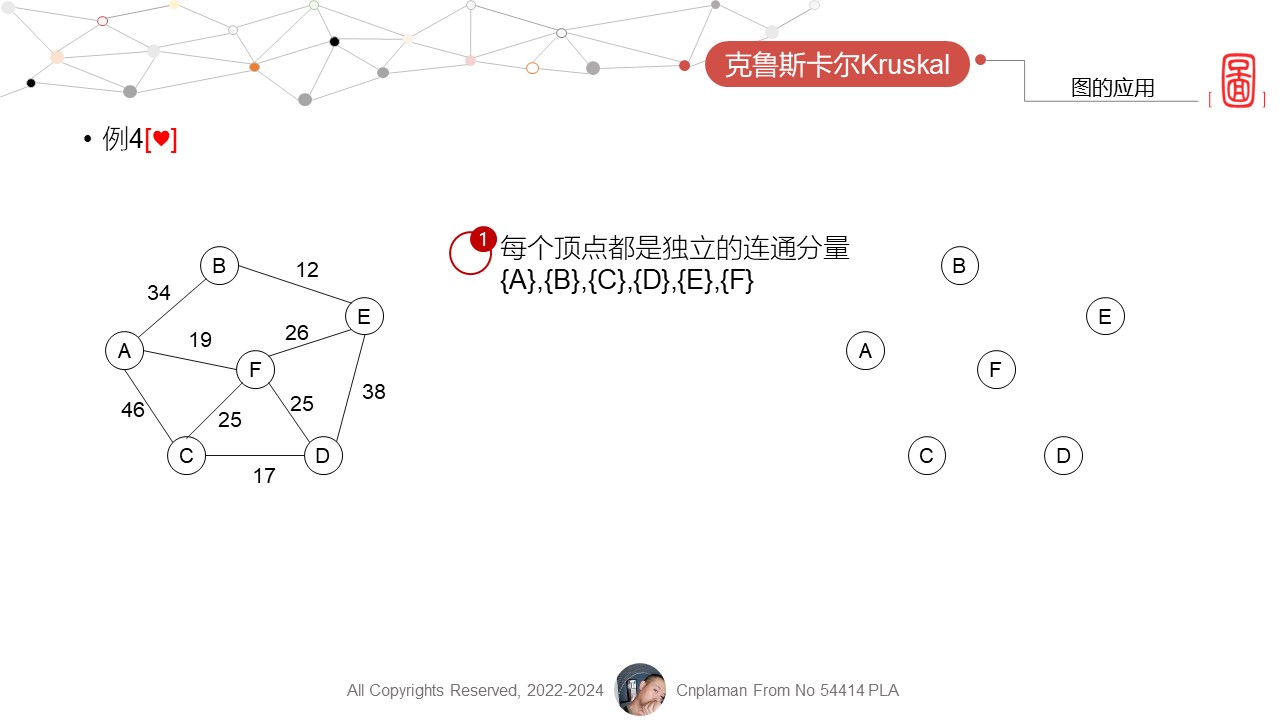 克鲁斯卡尔Kruskal
图的应用
• 例4[♥]
1
每个顶点都是独立的连通分量
{A},{B},{C},{D},{E},{F}
B
12
34
E
19
26
A
F
38
46
25
25
C
D
17
B
E
A
F
C
D
All Copyrights Reserved, 2022-2024
Cnplaman From No 54414 PLA